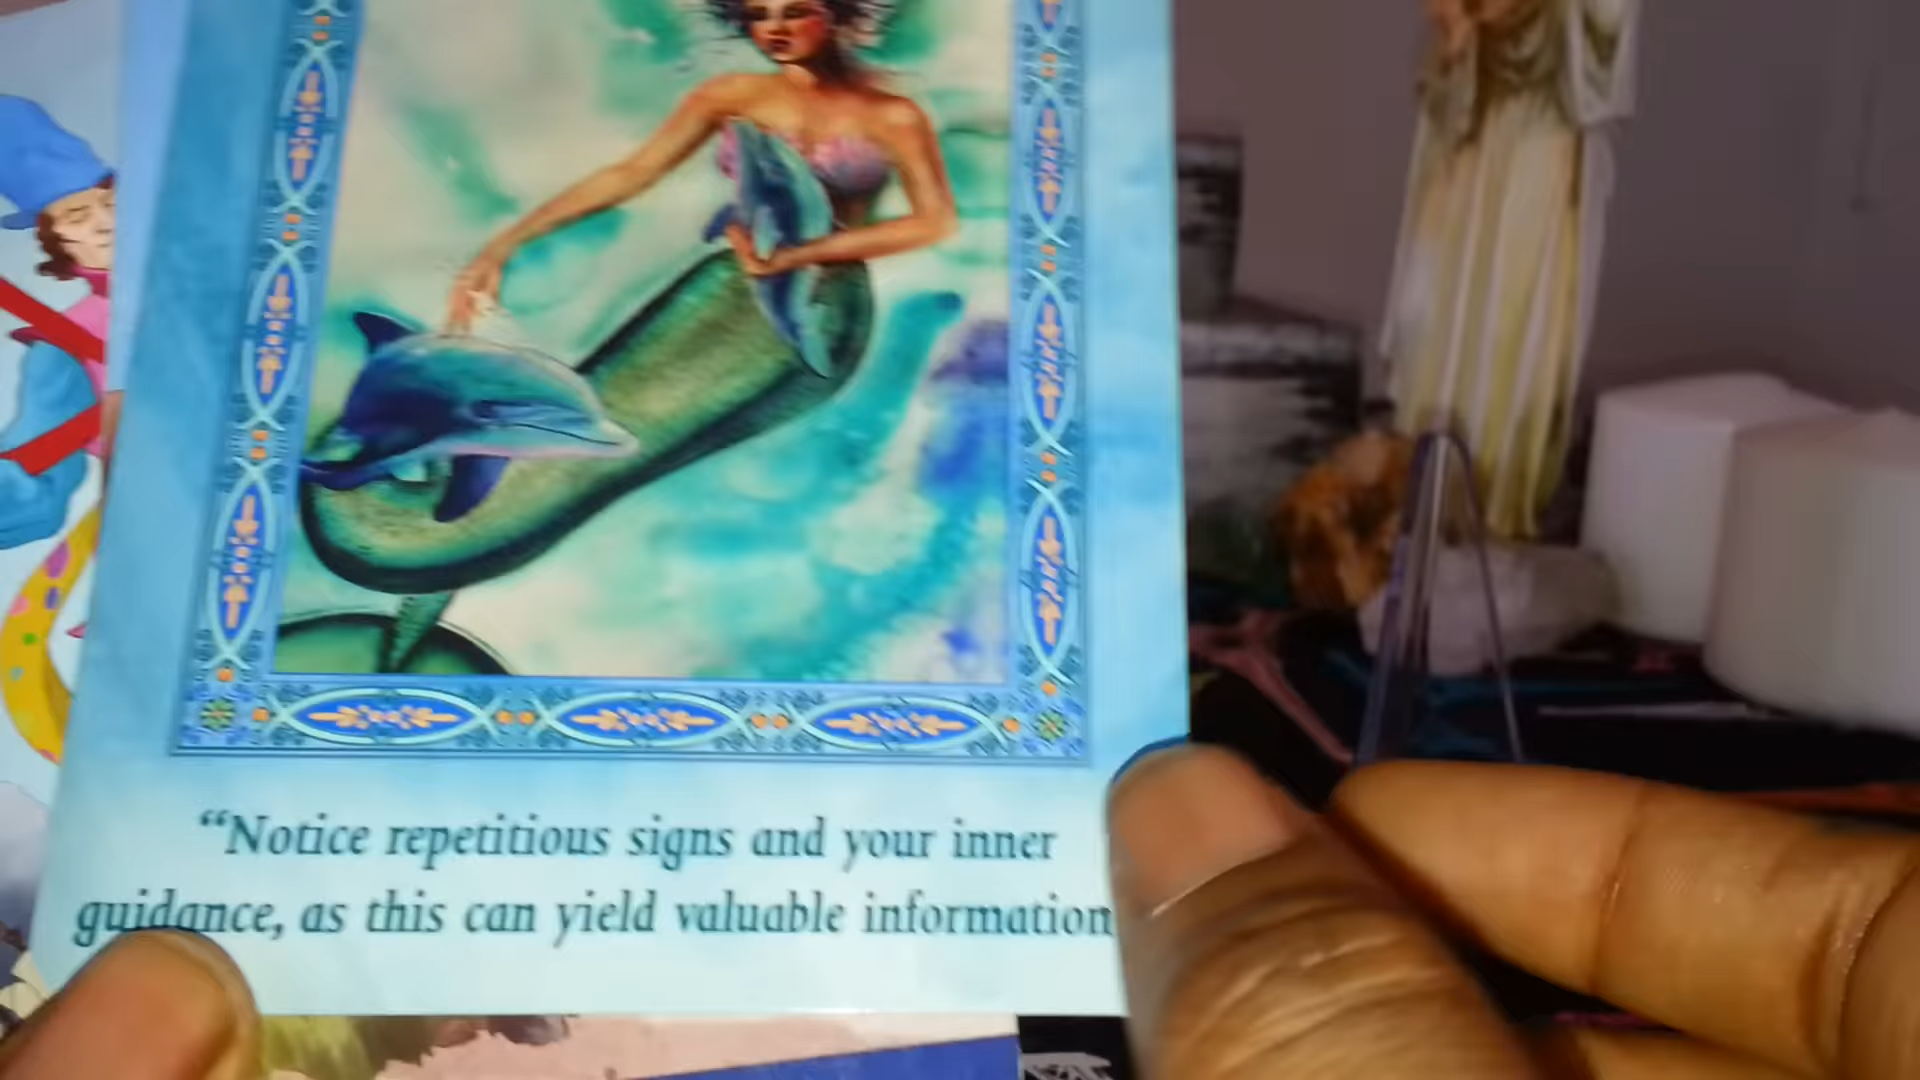 “Notice repetitious signs and your inner
guidance, as this can yield valuable information